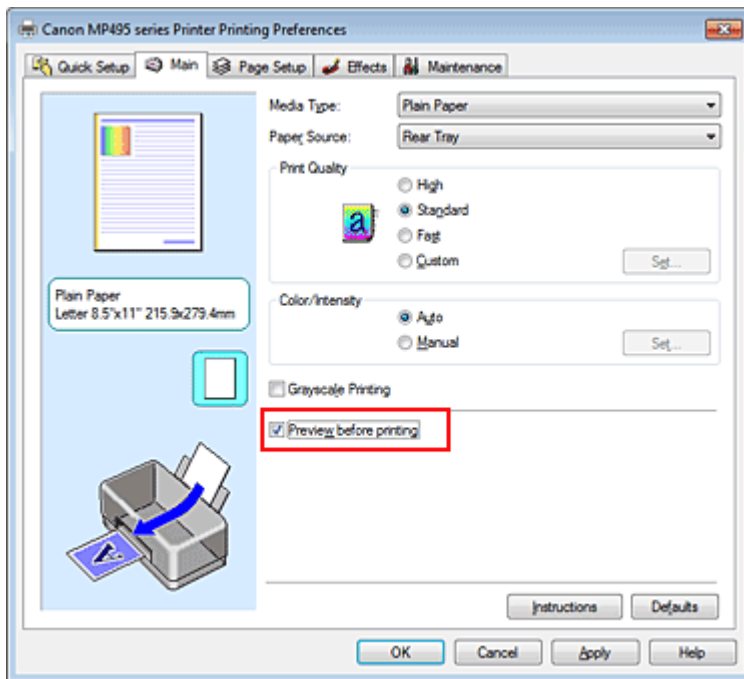 Canon MP495 series Printer Printing Preferences
Quick Setup Main Page Setup Effects Maintenance
Media Type: Plain Paper
Paper Source: Rear Tray
Print Quality
High
a Standard
Fast
Custom Set...
Plain Paper
Letter 8.5"x11" 215.9x279.4mm
Color/Intensity
Auto
Manual Set...
Grayscale Printing
Preview before printing
A
Instructions Defaults
OK Cancel Apply Help